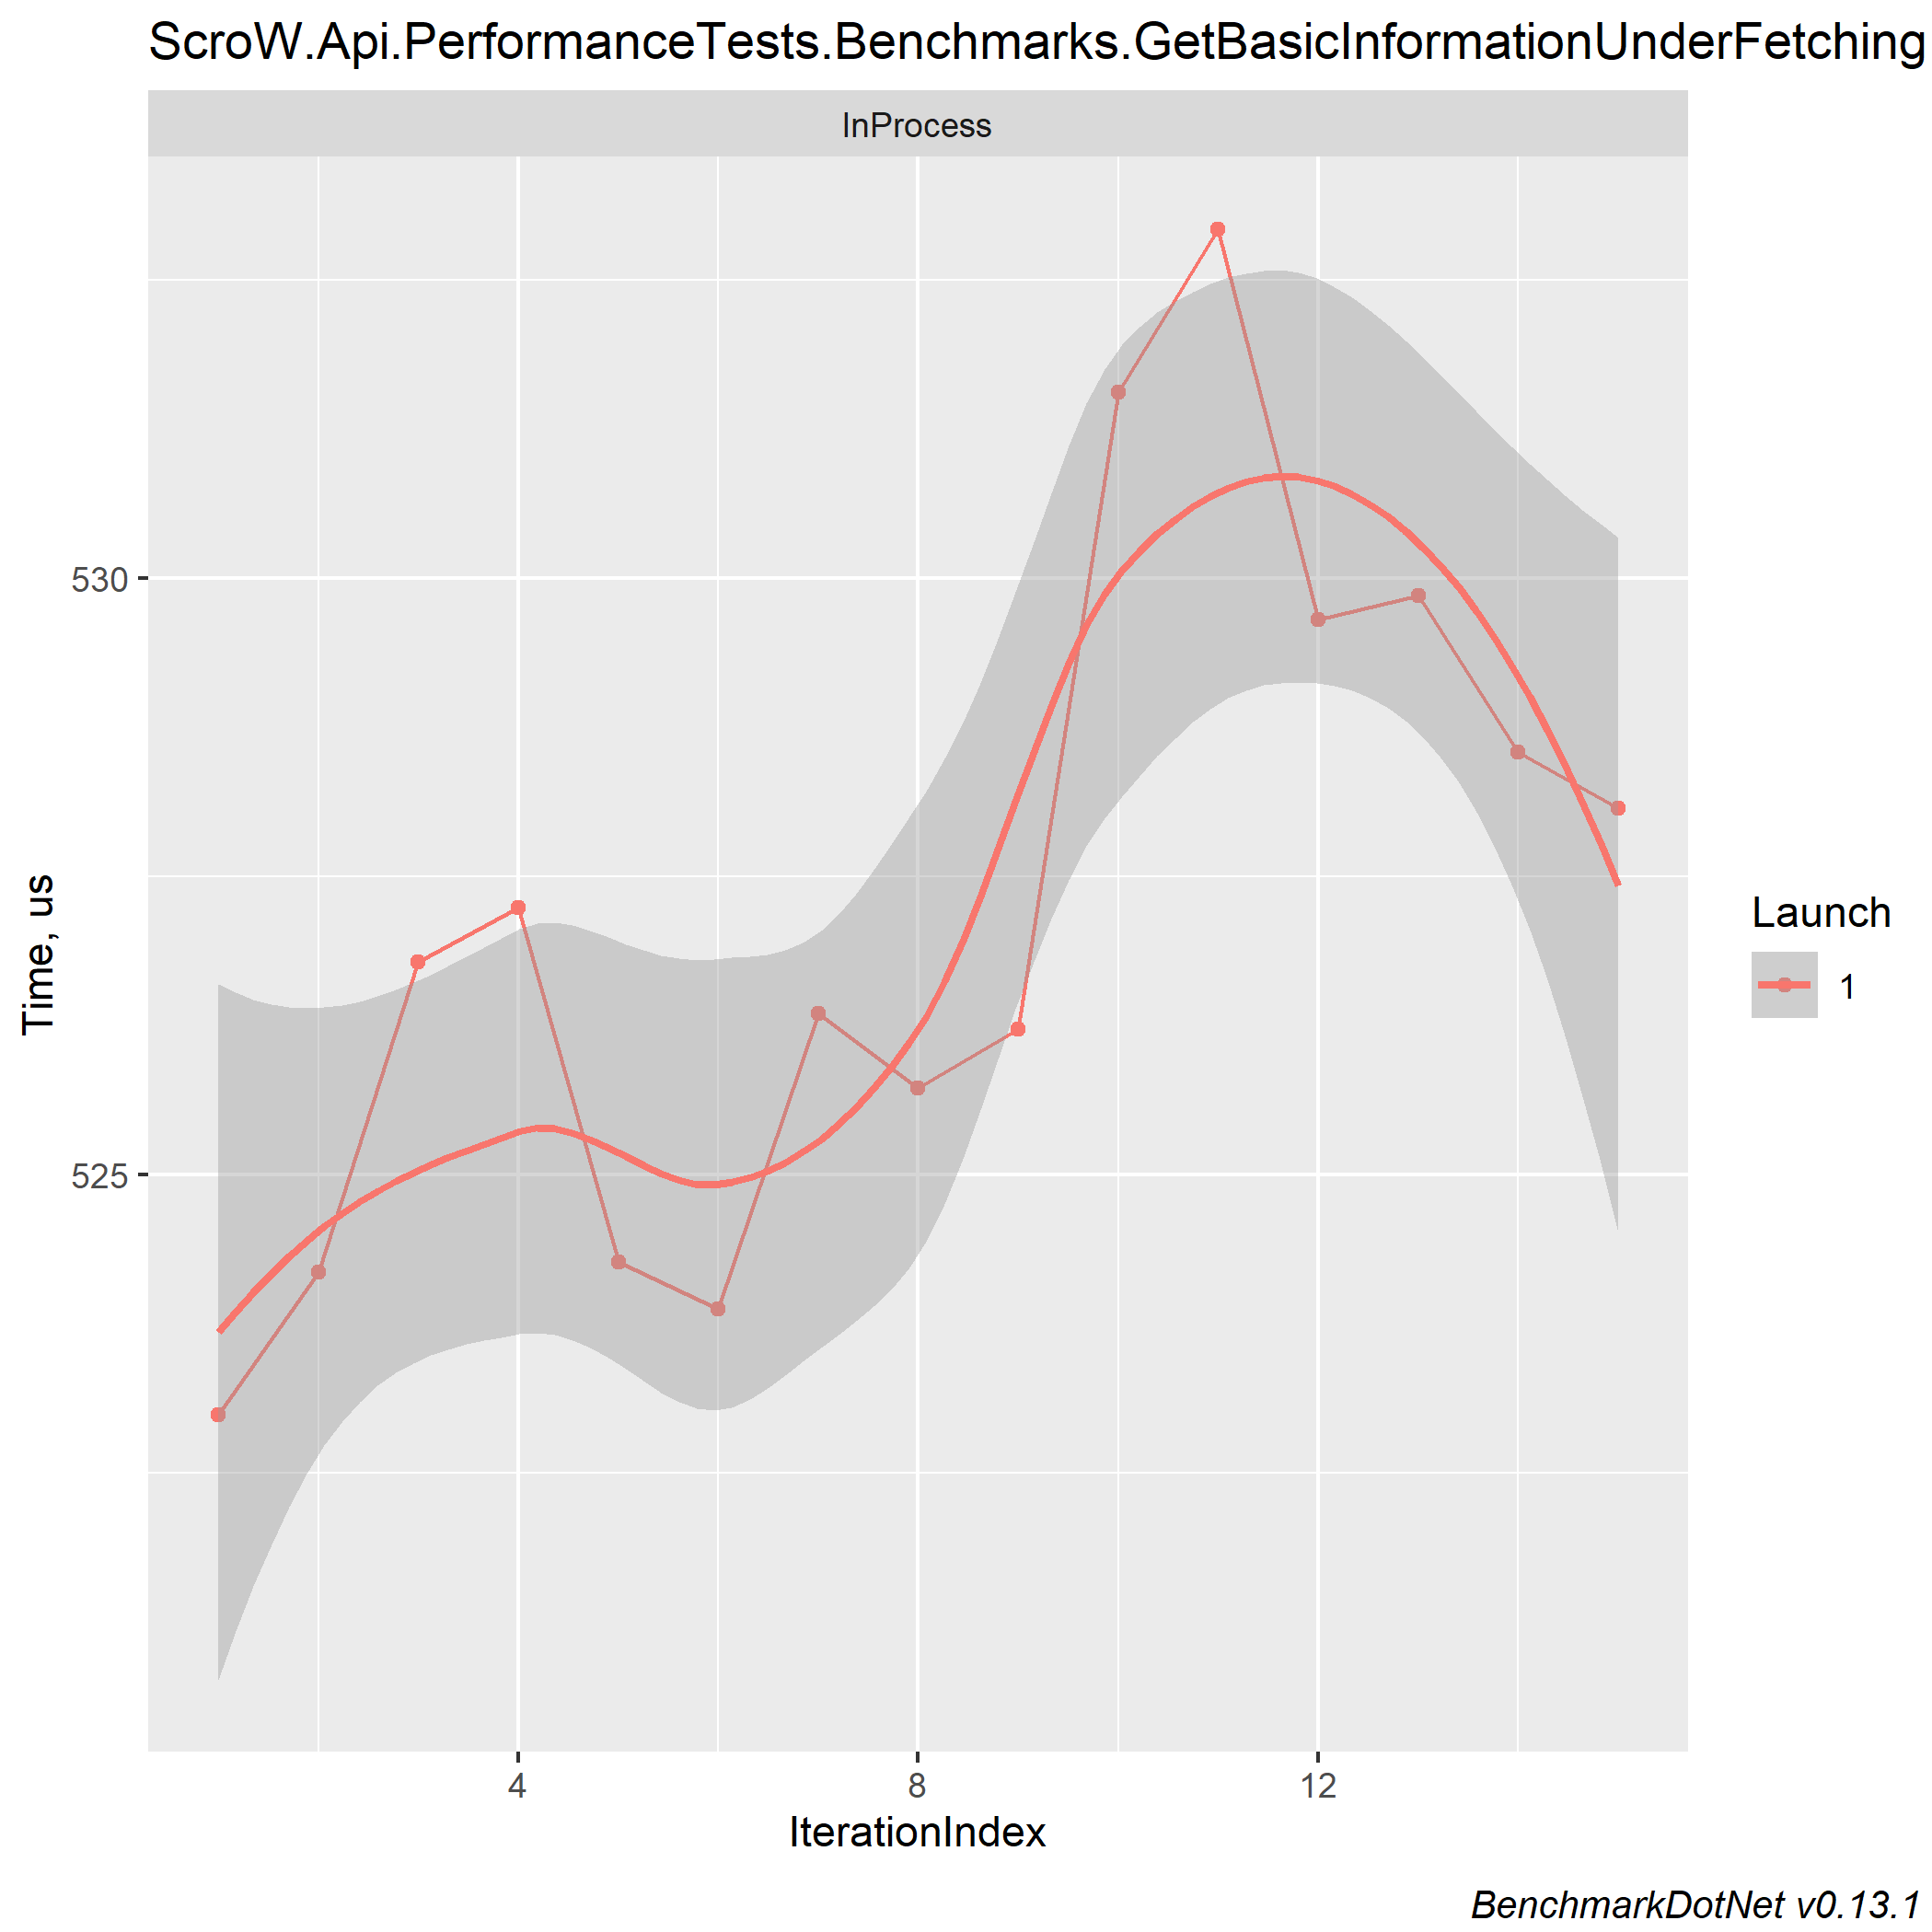 ScroW.Api.PerformanceTests.Benchmarks.GetBasicInformationUnderFetching
InProcess
530
525
Time, us
4
8
12
IterationIndex
Launch
1
BenchmarkDotNet v0.13.1